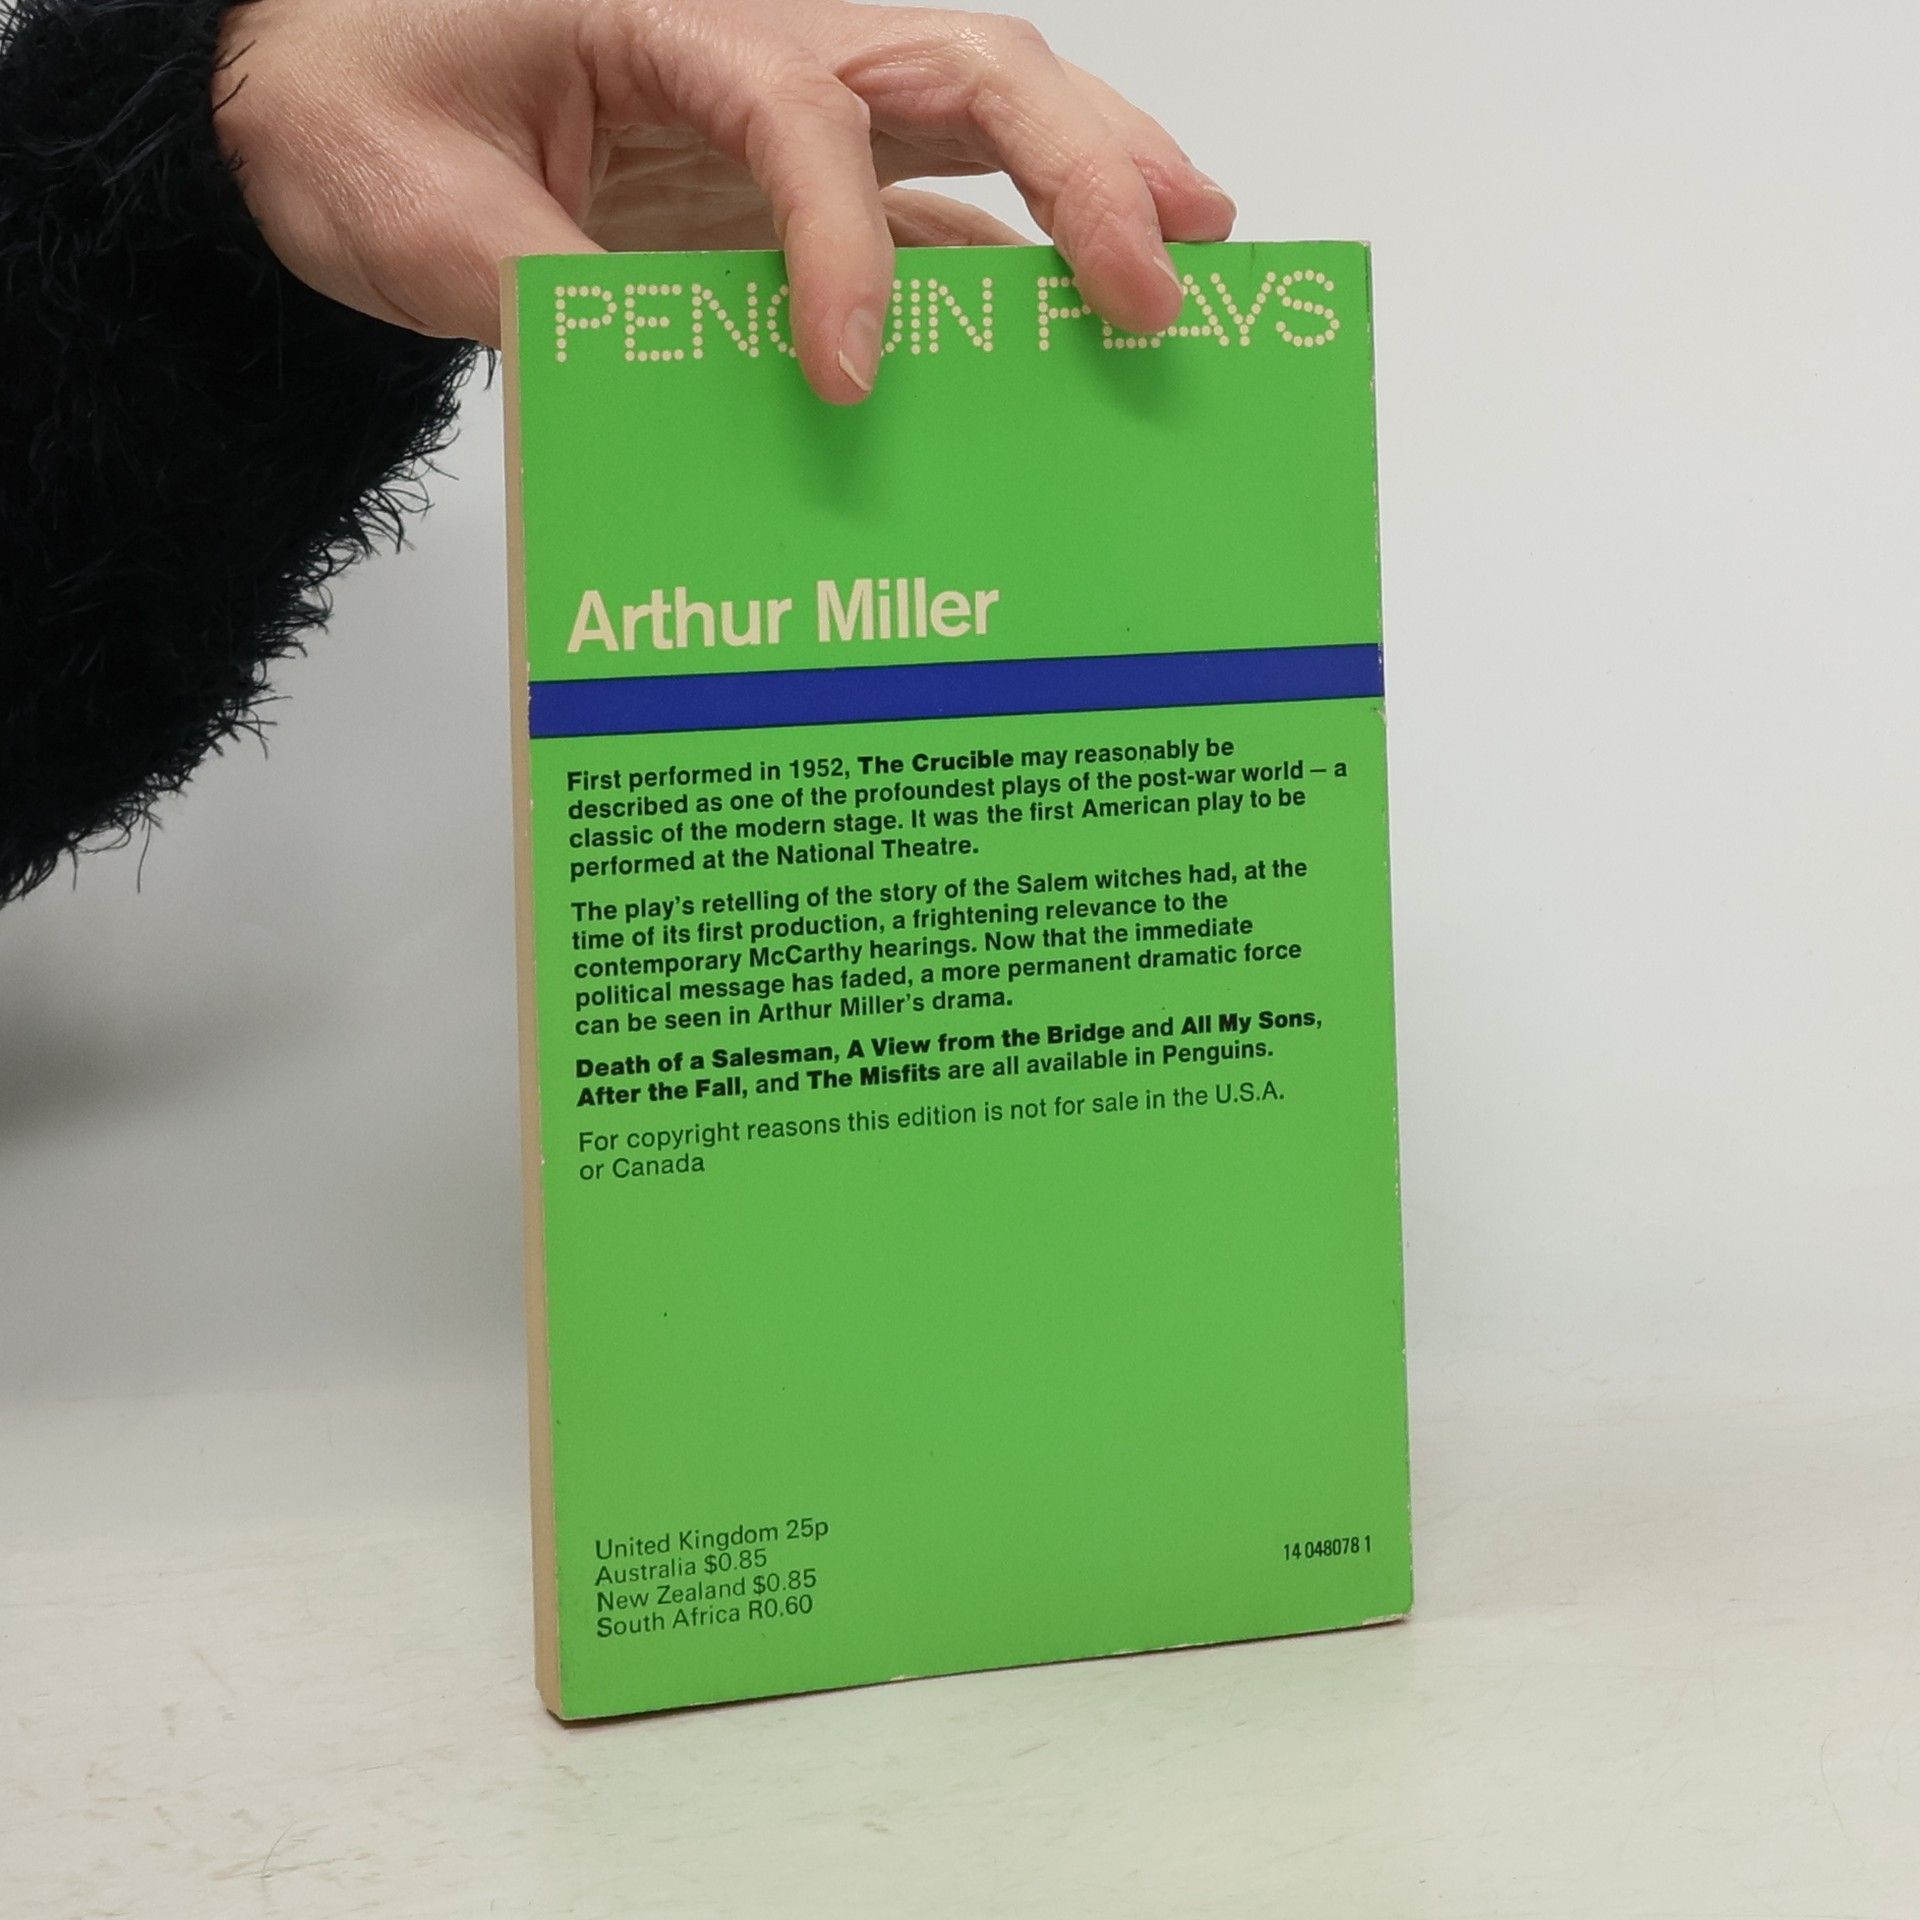 PENGUIN PLAYS
Arthur Miller
First performed in 1952, The Crucible may reasonably be
described as one of the profoundest plays of the post-war world – a
classic of the modern stage. It was the first American play to be
performed at the National Theatre.
The play's retelling of the story of the Salem witches had, at the
time of its first production, a frightening relevance to the
contemporary McCarthy hearings. Now that the immediate
political message has faded, a more permanent dramatic force
can be seen in Arthur Miller's drama.
Death of a Salesman, A View from the Bridge and All My Sons,
After the Fall, and The Misfits are all available in Penguins.
For copyright reasons this edition is not for sale in the U.S.A.
or Canada
United Kingdom 25p
Australia $0.85
New Zealand $0.85
South Africa R0.60
14 048078 1